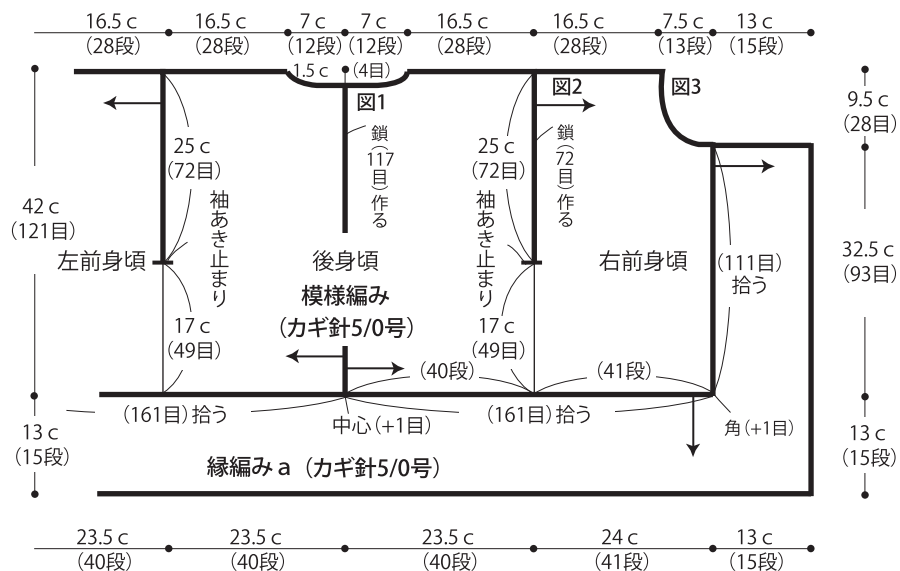 16.5 c
(28段)
16.5 c
(28段)
7 c
(12段)
7 c
(12段)
16.5 c
(28段)
16.5 c
(28段)
7.5 c
(13段)
13 c
(15段)
1.5 c
(4目)
図1
図2
図3
9.5 c
(28目)
25 c
(72目)
鎖(117目)作る
25 c
(72目)
鎖(72目)作る
42 c
(121目)
袖あき止まり
袖あき止まり
左前身頃
後身頃
右前身頃
(111目)
拾う
32.5 c
(93目)
模様編み
(カギ針5/0号)
17 c
(49目)
17 c
(49目)
(40段)
(41段)
(161目)拾う
中心(+1目)
(161目)拾う
角(+1目)
13 c
(15段)
13 c
(15段)
縁編みa(カギ針5/0号)
23.5 c
(40段)
23.5 c
(40段)
23.5 c
(40段)
24 c
(41段)
13 c
(15段)